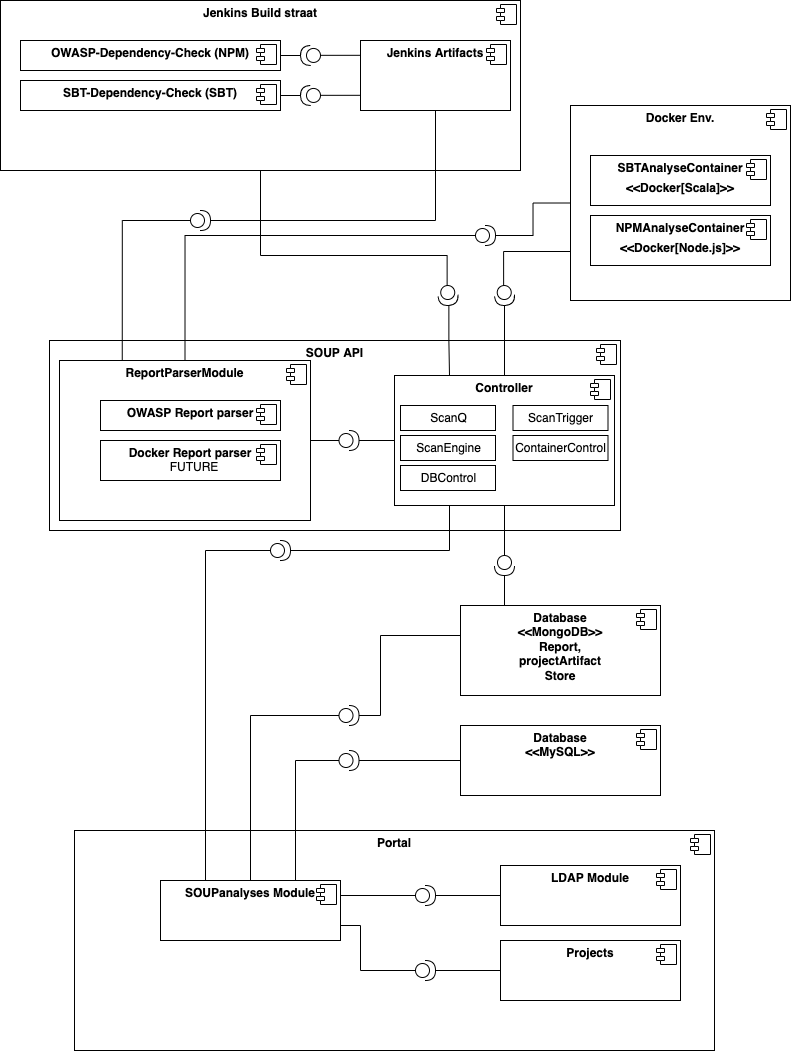 Jenkins Build straat
OWASP-Dependency-Check (NPM)
Jenkins Artifacts
SBT-Dependency-Check (SBT)
Docker Env.
SBTAnalyseContainer
<<Docker[Scala]>>
NPMAnalyseContainer
<<Docker[Node.js]>>
SOUP API
ReportParserModule
OWASP Report parser
Docker Report parser
FUTURE
Controller
ScanQ
ScanTrigger
ScanEngine
ContainerControl
DBControl
Database
<<MongoDB>>
Report,
projectArtifact
Store
Database
<<MySQL>>
Portal
SOUPanalyses Module
LDAP Module
Projects